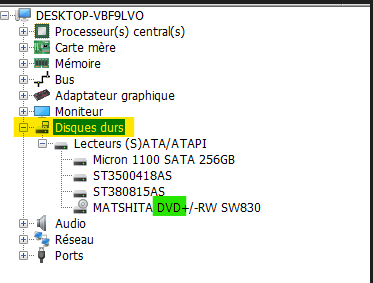 DESKTOP-VBF9LVO
Processeur(s) central(s)
Carte mère
Mémoire
Bus
Adaptateur graphique
Moniteur
Disques durs
Lecteurs (S)ATA/ATAPI
Micron 1100 SATA 256GB
ST3500418AS
ST380815AS
MATSHITA DVD+/-RW SW830
Audio
Réseau
Ports